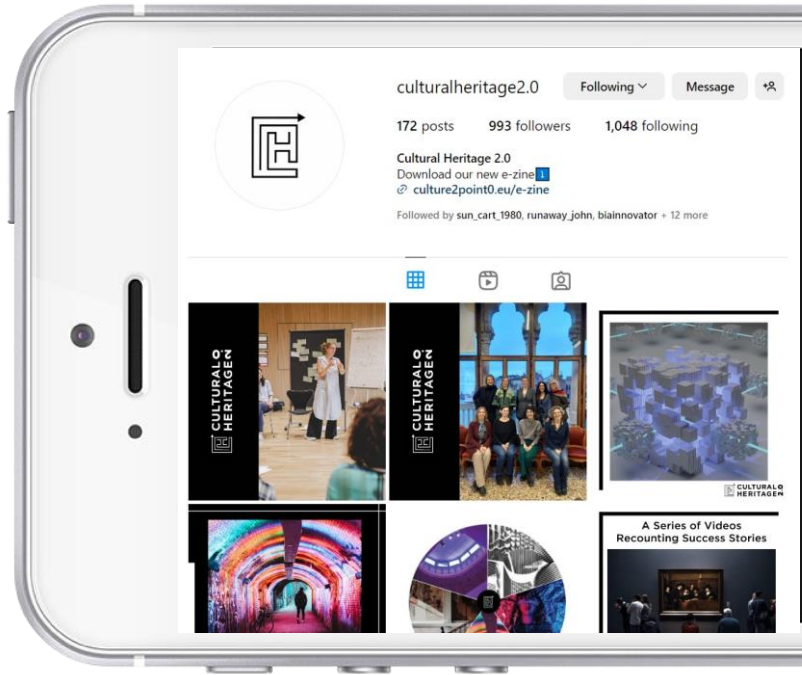 culturalheritage2.0 Following Message
172 posts 993 followers 1,048 following
Cultural Heritage 2.0
Download our new e-zine
culture2point0.eu/e-zine
Followed by sun_cart_1980, runaway_john, biainnovator + 12 more
CULTURAL
HERITAGE
CULTURAL
HERITAGE
CULTURAL
HERITAGE
A Series of Videos
Recounting Success Stories